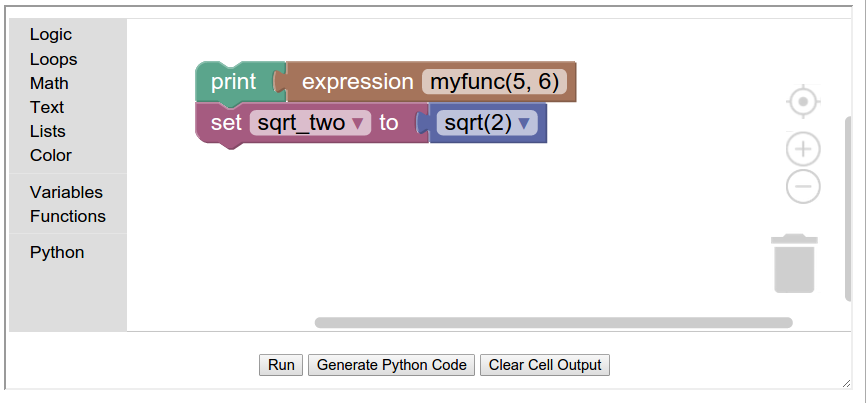 Logic
Loops
Math
Text
Lists
Color
Variables
Functions
Python
print expression myfunc(5, 6)
set sqrt_two ▾ to sqrt(2) ▾
Run Generate Python Code Clear Cell Output